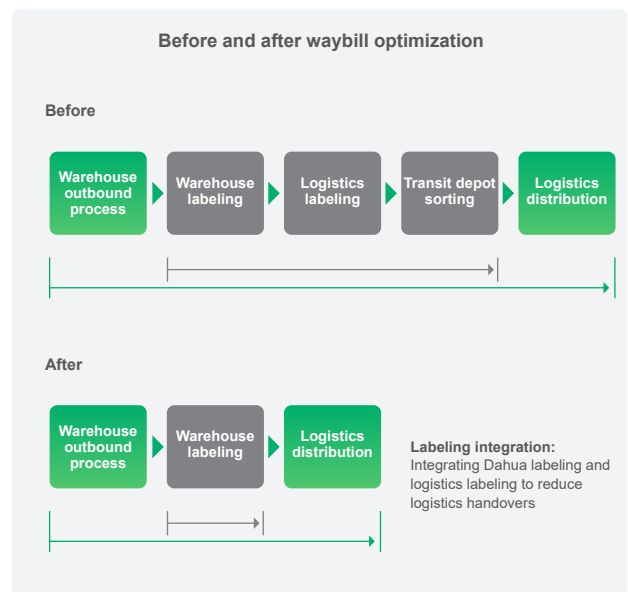 Before and after waybill optimization
Before
Warehouse
outbound
process
Warehouse
labeling
Logistics
labeling
Transit depot
sorting
Logistics
distribution
After
Warehouse
outbound
process
Warehouse
labeling
Logistics
distribution
Labeling integration:
Integrating Dahua labeling and
logistics labeling to reduce
logistics handovers